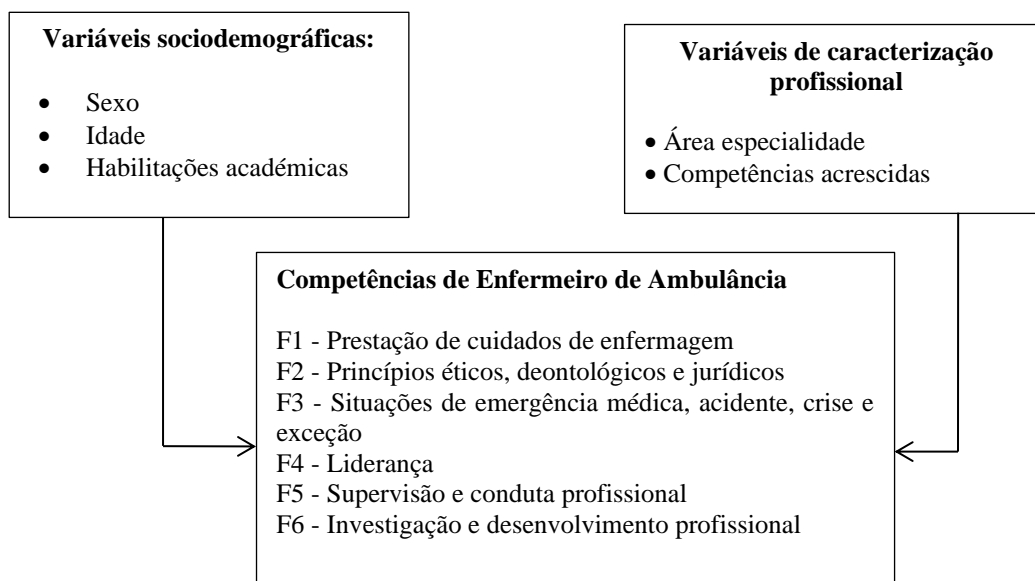 Variáveis sociodemográficas:
• Sexo
• Idade
• Habilitações académicas
Variáveis de caracterização
profissional
• Área especialidade
• Competências acrescidas
Competências de Enfermeiro de Ambulância
F1 - Prestação de cuidados de enfermagem
F2 - Princípios éticos, deontológicos e jurídicos
F3 - Situações de emergência médica, acidente, crise e
exceção
F4 - Liderança
F5 - Supervisão e conduta profissional
F6 - Investigação e desenvolvimento profissional